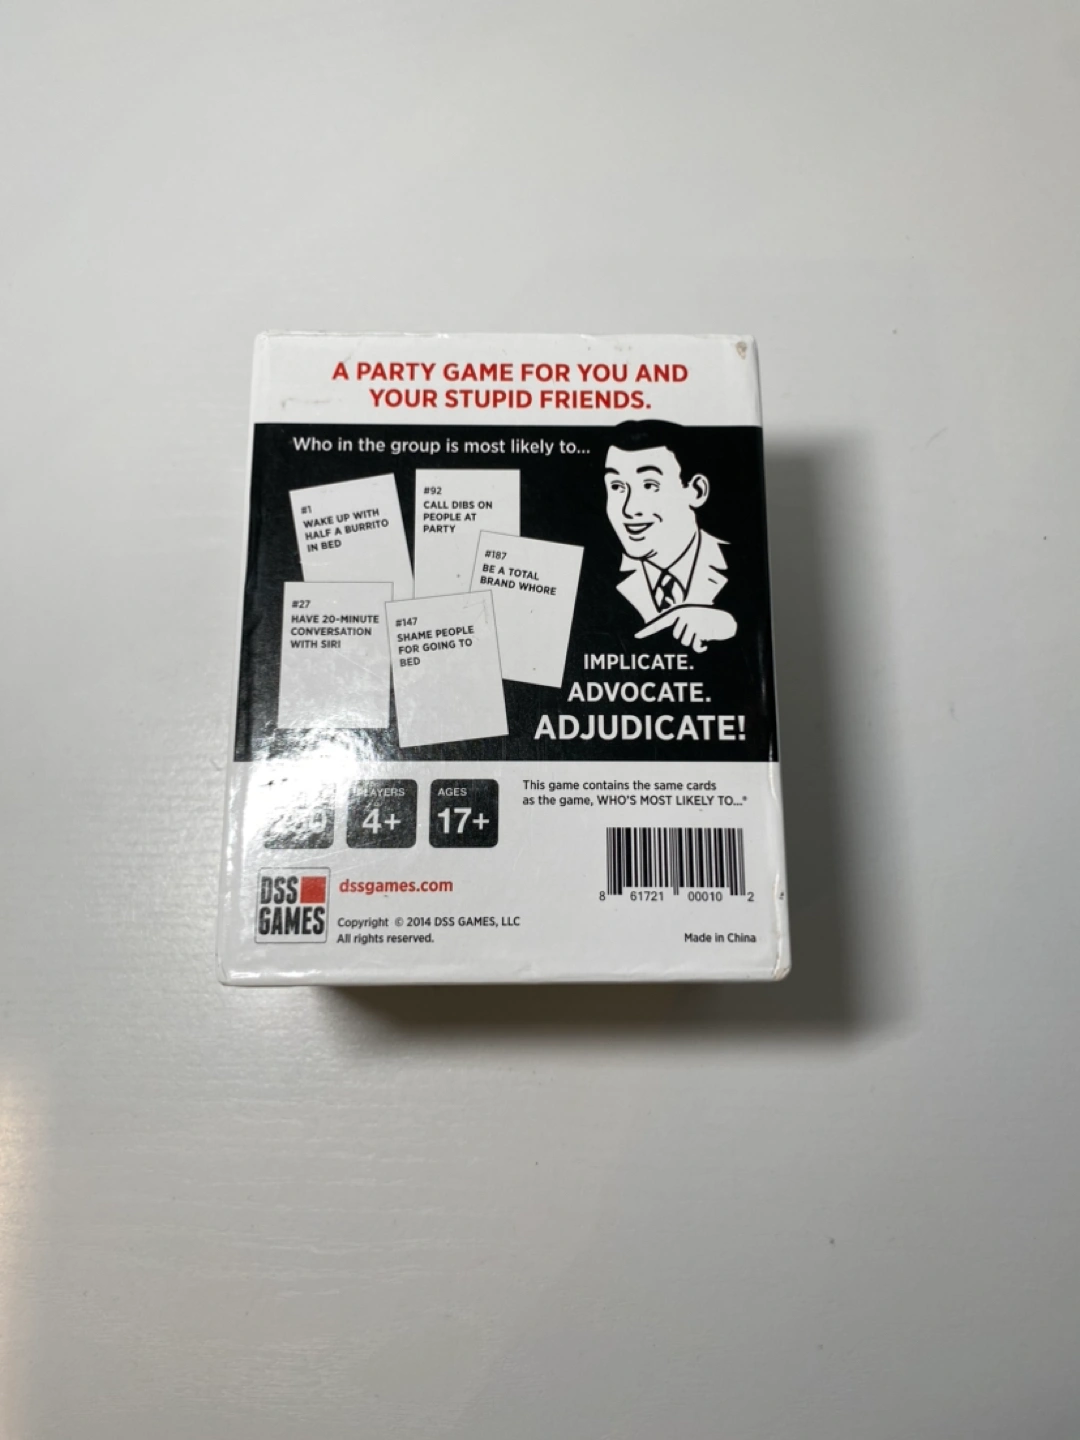 A PARTY GAME FOR YOU AND
YOUR STUPID FRIENDS.
Who in the group is most likely to...
#1
WAKE UP WITH
HALF A BURRITO
IN BED
#92
CALL DIBS ON
PEOPLE AT
PARTY
#187
BE A TOTAL
BRAND WHORE
#27
HAVE 20-MINUTE
CONVERSATION
WITH SIRI
#147
SHAME PEOPLE
FOR GOING TO
BED
IMPLICATE.
ADVOCATE.
ADJUDICATE!
PLAYERS
4+
AGES
17+
This game contains the same cards
as the game, WHO'S MOST LIKELY TO...®
8 61721 00010 2
DSS
GAMES
dssgames.com
Copyright © 2014 DSS GAMES, LLC
All rights reserved.
Made in China